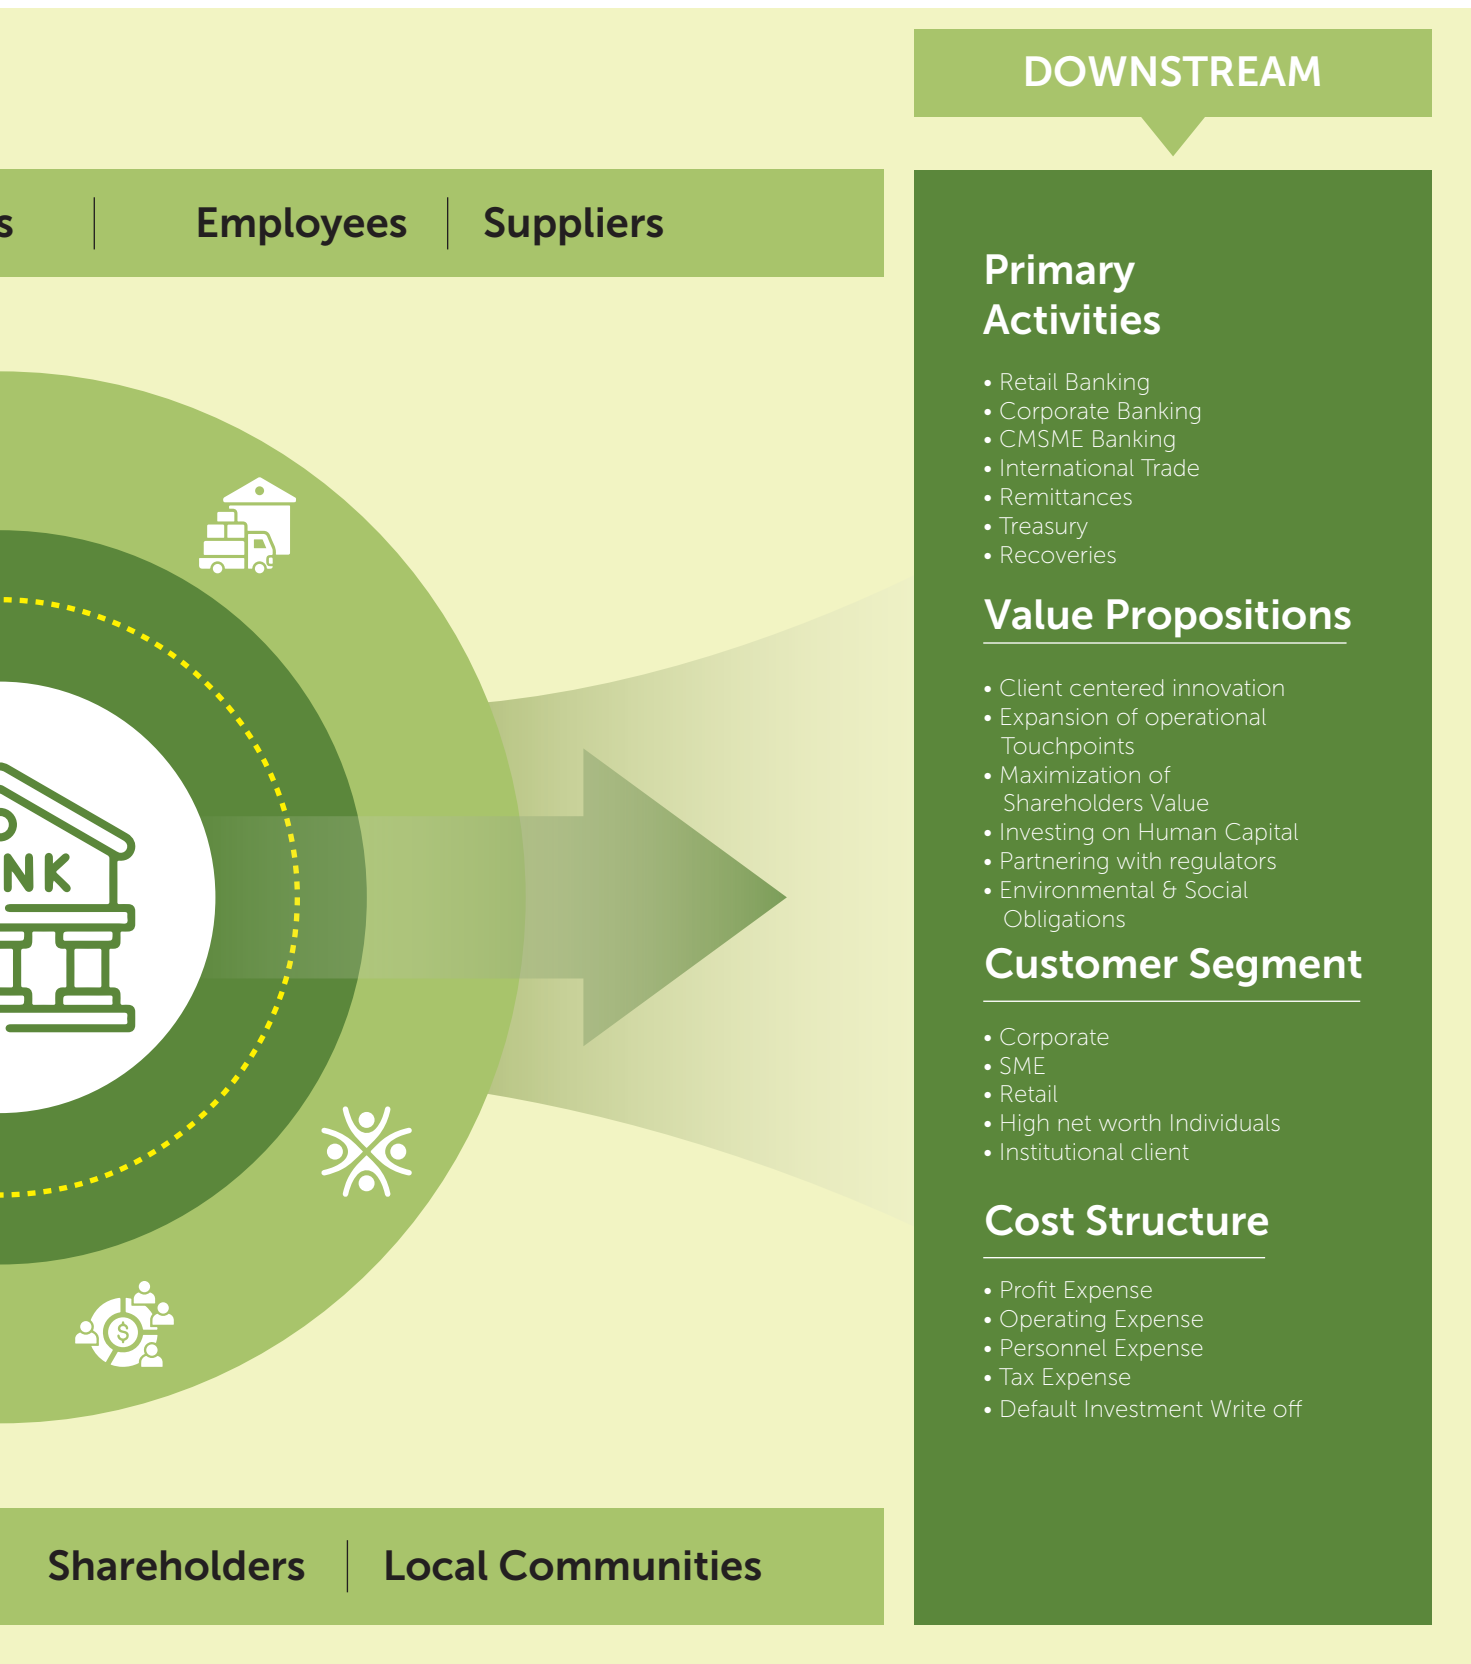 DOWNSTREAM
s
Employees
Suppliers
Primary
Activities
• Retail Banking
• Corporate Banking
• CMSME Banking
• International Trade
• Remittances
• Treasury
• Recoveries
Value Propositions
• Client centered innovation
• Expansion of operational
Touchpoints
• Maximization of
Shareholders Value
• Investing on Human Capital
• Partnering with regulators
• Environmental & Social
Obligations
Customer Segment
• Corporate
• SME
• Retail
• High net worth Individuals
• Institutional client
Cost Structure
• Profit Expense
• Operating Expense
• Personnel Expense
• Tax Expense
• Default Investment Write off
NK
$
Shareholders
Local Communities